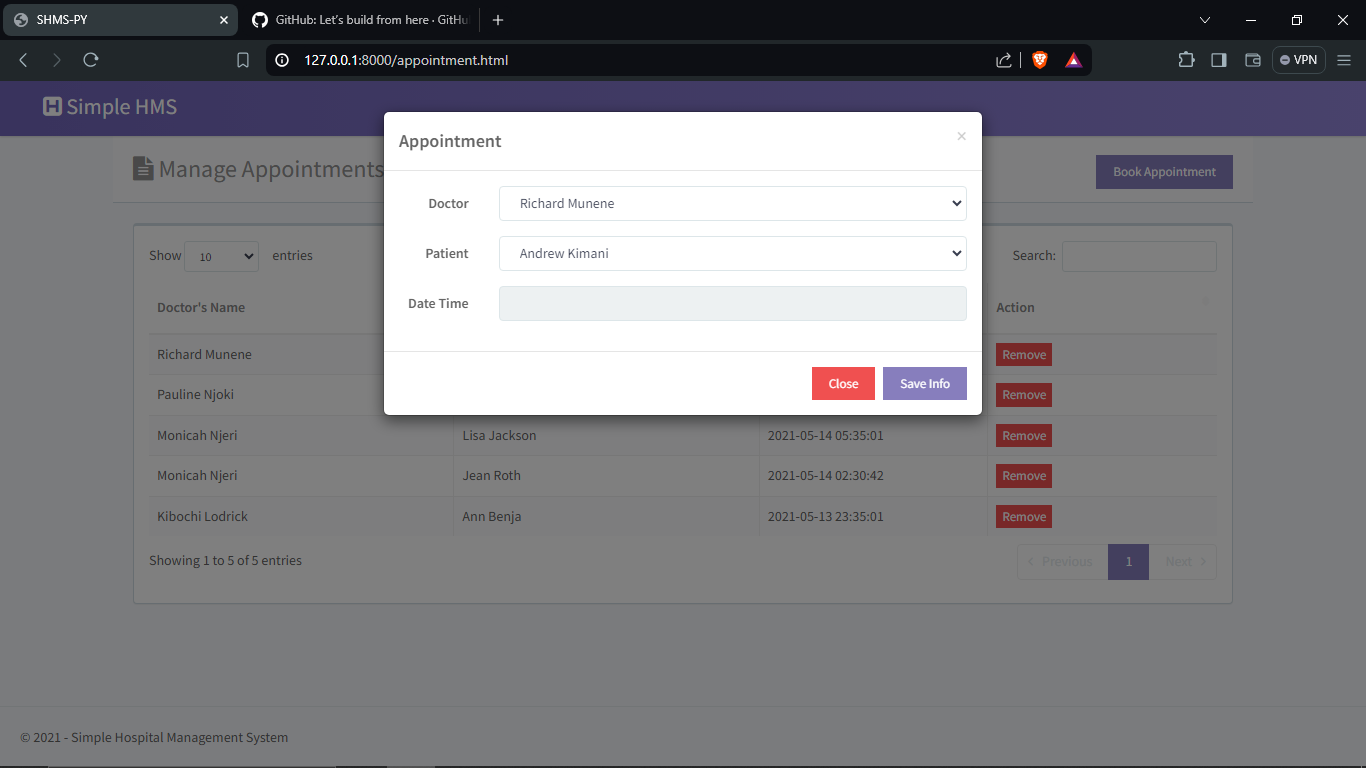 SHMS-PY
GitHub: Let's build from here · GitHu
127.0.0.1:8000/appointment.html
VPN
H Simple HMS
Appointment
×
Manage Appointments
Book Appointment
Doctor
Richard Munene
Show 10 entries
Patient
Andrew Kimani
Search:
Date Time
Doctor's Name
Action
Richard Munene
Remove
Close
Save Info
Pauline Njoki
Remove
Monicah Njeri
Lisa Jackson
2021-05-14 05:35:01
Remove
Monicah Njeri
Jean Roth
2021-05-14 02:30:42
Remove
Kibochi Lodrick
Ann Benja
2021-05-13 23:35:01
Remove
Showing 1 to 5 of 5 entries
Previous
1
Next
© 2021 - Simple Hospital Management System